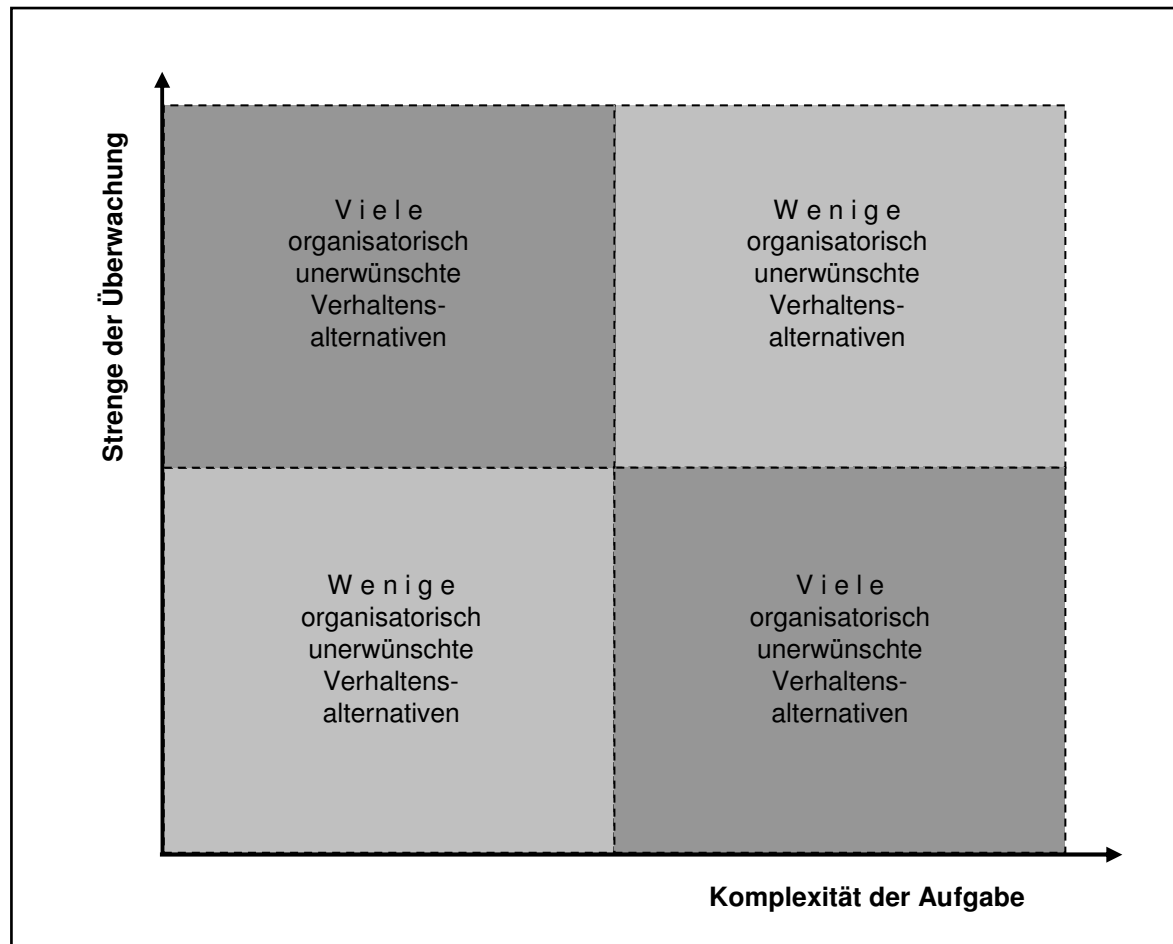 Strenge der Überwachung
V i e l e
organisatorisch
unerwünschte
Verhaltens-
alternativen
W e n i g e
organisatorisch
unerwünschte
Verhaltens-
alternativen
W e n i g e
organisatorisch
unerwünschte
Verhaltens-
alternativen
V i e l e
organisatorisch
unerwünschte
Verhaltens-
alternativen
Komplexität der Aufgabe